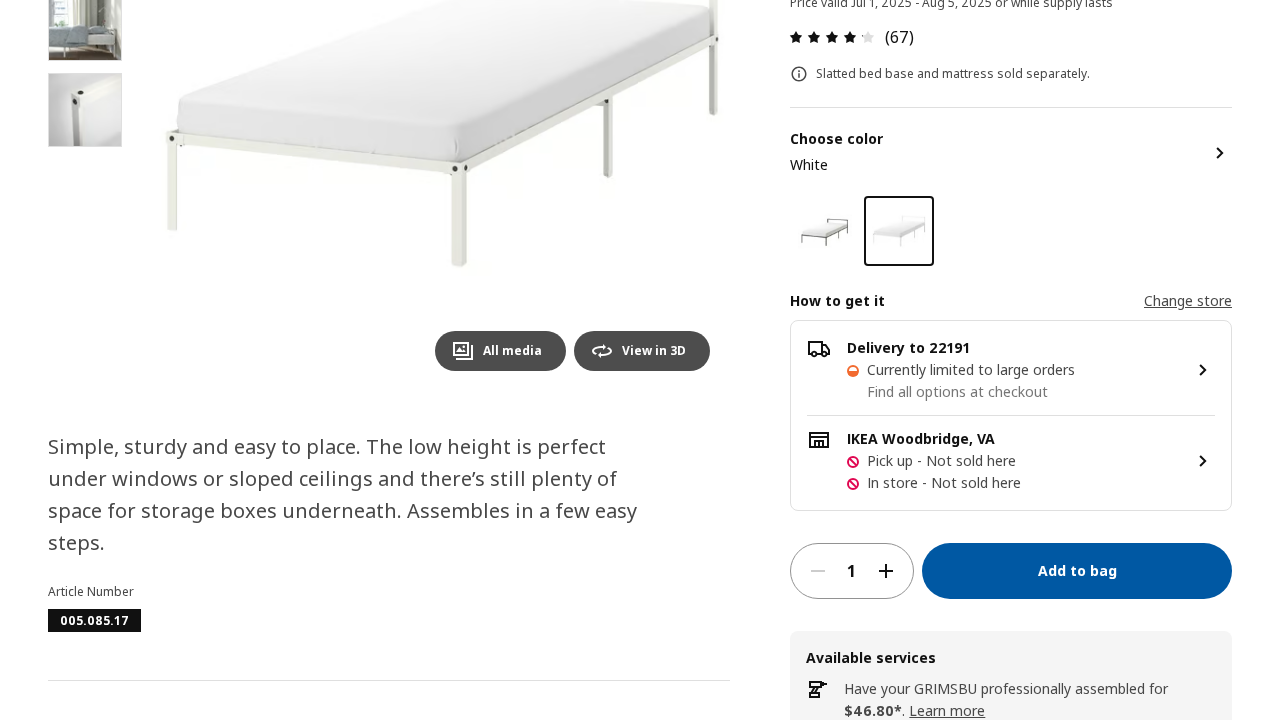 Price valid Jul 1, 2025 - Aug 5, 2025 or while supply lasts
(67)
Slatted bed base and mattress sold separately.
Choose color
White
How to get it
Change store
Delivery to 22191
Currently limited to large orders
Find all options at checkout
IKEA Woodbridge, VA
Pick up - Not sold here
In store - Not sold here
1
Add to bag
Available services
Have your GRIMSBU professionally assembled for
$46.80*. Learn more
All media
View in 3D
Simple, sturdy and easy to place. The low height is perfect
under windows or sloped ceilings and there’s still plenty of
space for storage boxes underneath. Assembles in a few easy
steps.
Article Number
005.085.17